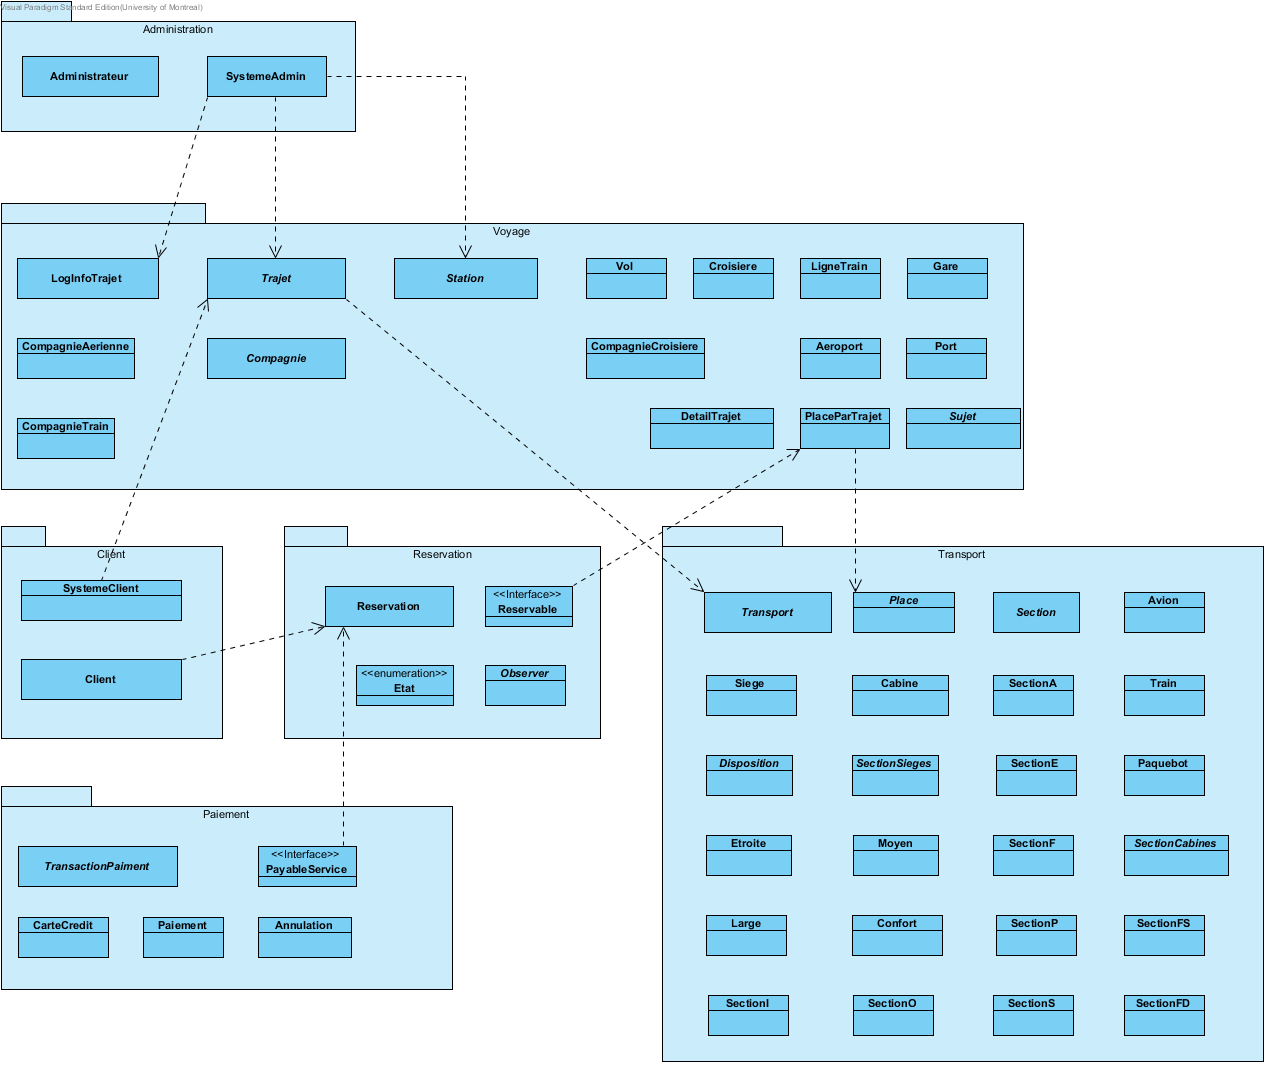 Visual Paradigm Standard Edition(University of Montreal)
Administration
Administrateur
SystemeAdmin
Voyage
LogInfoTrajet
Trajet
Station
Vol
Croisiere
LigneTrain
Gare
CompagnieAerienne
Compagnie
CompagnieCroisiere
Aeroport
Port
CompagnieTrain
DetailTrajet
PlaceParTrajet
Sujet
Client
SystemeClient
Client
Reservation
Reservation
<<Interface>>
Reservable
<<enumeration>>
Etat
Observer
Paiement
TransactionPaiment
<<Interface>>
PayableService
CarteCredit
Paiement
Annulation
Transport
Transport
Place
Section
Avion
Siege
Cabine
SectionA
Train
Disposition
SectionSieges
SectionE
Paquebot
Etroite
Moyen
SectionF
SectionCabines
Large
Confort
SectionP
SectionFS
SectionI
SectionO
SectionS
SectionFD